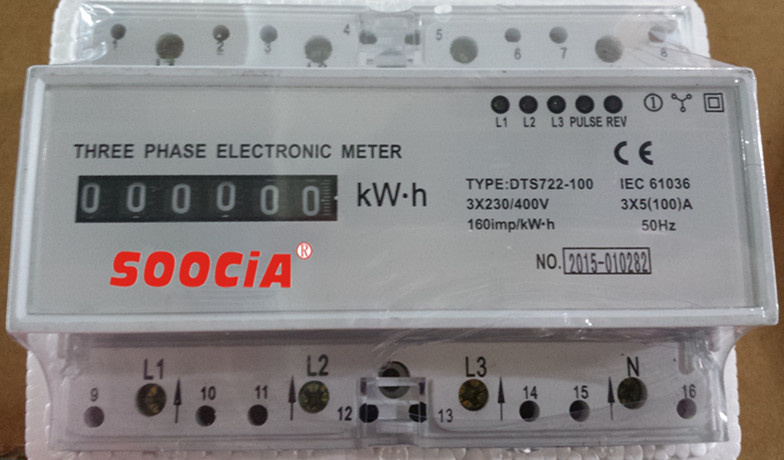 1 2 3 4 5 6 7 8
L1 L2 L3 PULSE REV
THREE PHASE ELECTRONIC METER
CE
000000 kW·h
TYPE:DTS722-100 IEC 61036
3X230/400V 3X5(100)A
160imp/kW·h 50Hz
SOOCiA®
NO. 2015-010282
L1 L2 L3 N
9 10 11 12 13 14 15 16